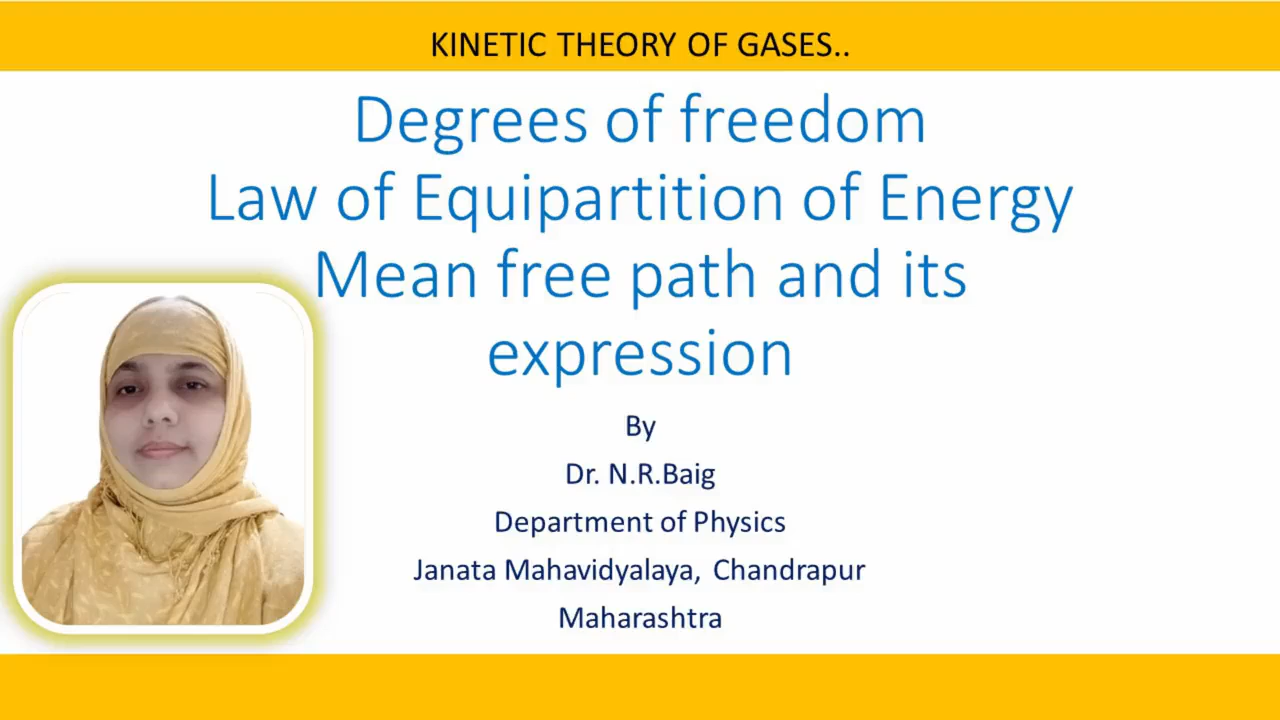 KINETIC THEORY OF GASES..
Degrees of freedom
Law of Equipartition of Energy
Mean free path and its
expression
By
Dr. N.R.Baig
Department of Physics
Janata Mahavidyalaya, Chandrapur
Maharashtra